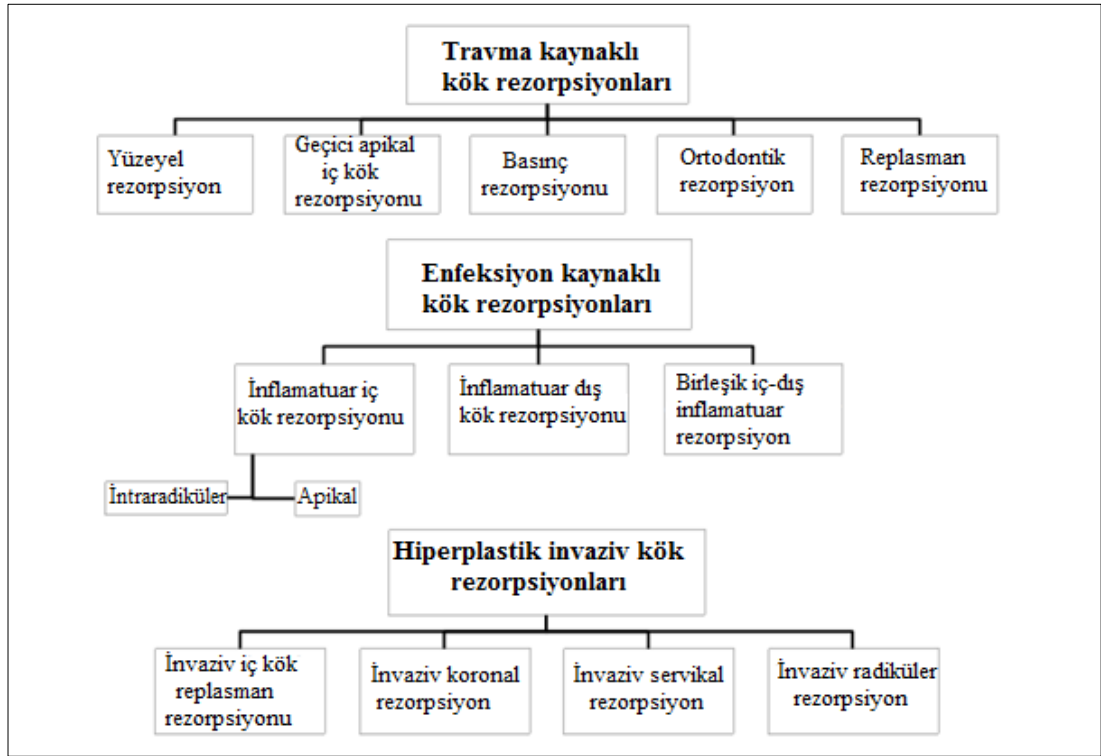 Travma kaynaklı
kök rezorpsiyonları
Yüzeyel
rezorpsiyon
Geçici apikal
iç kök
rezorpsiyonu
Basınç
rezorpsiyonu
Ortodontik
rezorpsiyon
Replasman
rezorpsiyonu
Enfeksiyon kaynaklı
kök rezorpsiyonları
İnflamatuar iç
kök rezorpsiyonu
İnflamatuar dış
kök rezorpsiyonu
Birleşik iç-dış
inflamatuar
rezorpsiyon
İntraradiküler
Apikal
Hiperplastik invaziv kök
rezorpsiyonları
İnvaziv iç kök
replasman
rezorpsiyonu
İnvaziv koronal
rezorpsiyon
İnvaziv servikal
rezorpsiyon
İnvaziv radiküler
rezorpsiyon